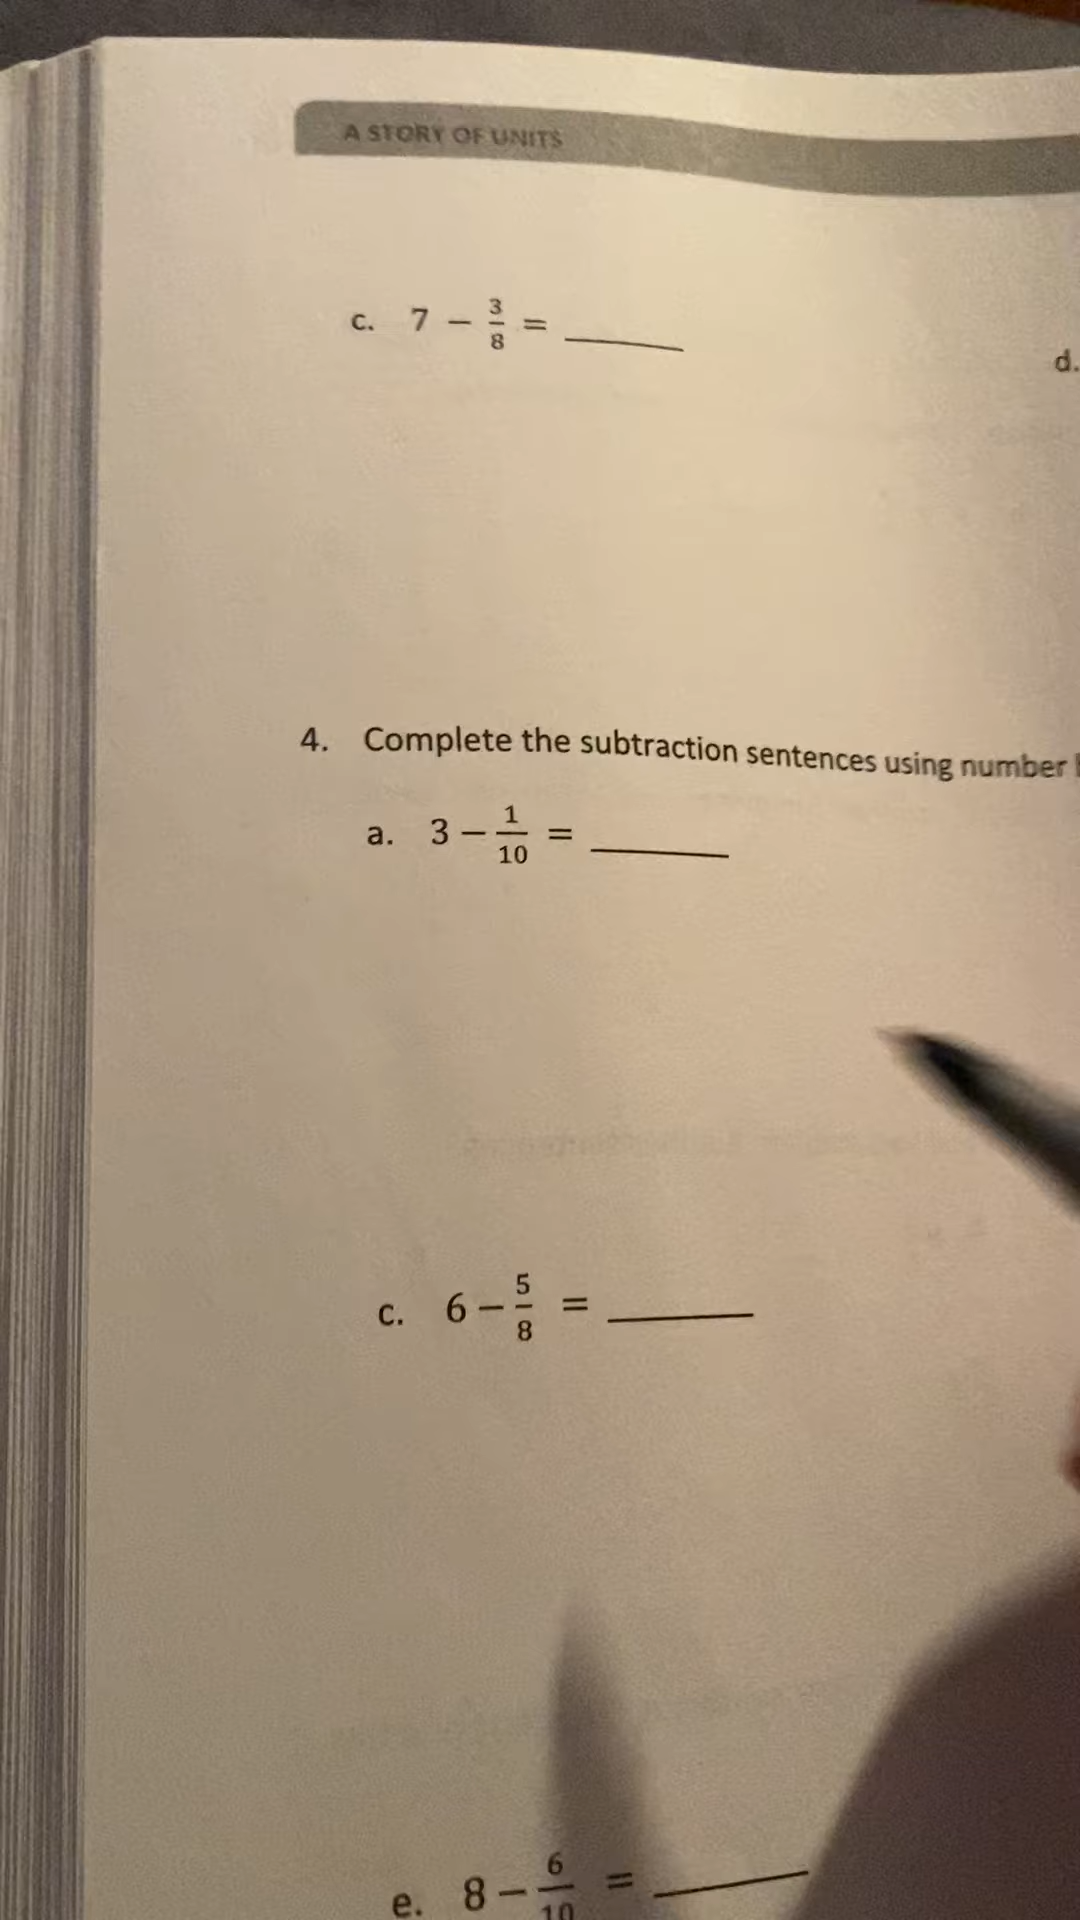 A STORY OF UNITS
c. 7 − 3/8 = ______
d.
4. Complete the subtraction sentences using number
a. 3 − 1/10 = ______
c. 6 − 5/8 = ______
e. 8 − 6/10 = ______